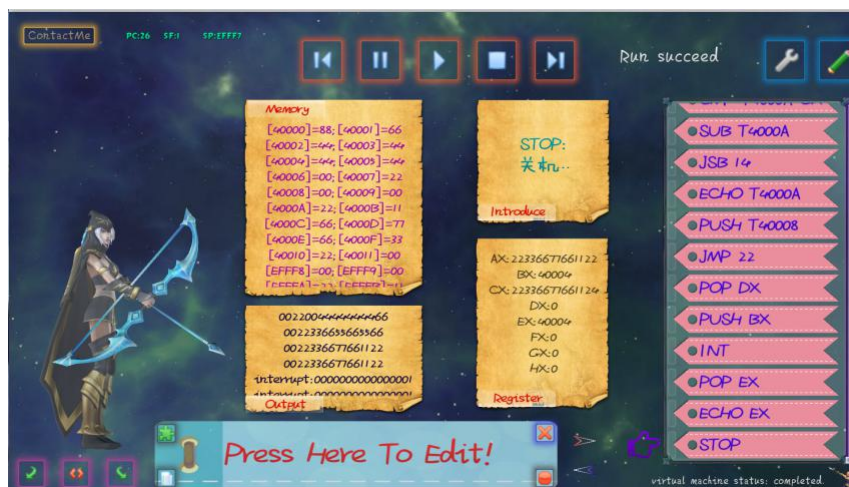 ContactMe
PC:26 SF:1 SP:EFFF7
Run succeed
Memory
[40000]=88;[40001]=66
[40002]=44;[40003]=44
[40004]=44;[40005]=44
[40006]=00;[40007]=22
[40008]=00;[40009]=00
[4000A]=22;[4000B]=11
[4000C]=66;[4000D]=77
[4000E]=66;[4000F]=33
[40010]=22;[40011]=00
[EFFF8]=00;[EFFF9]=00
STOP:
关机...
Introduce
AX:22336677661122
BX:40004
CX:22336677661124
DX:0
EX:40004
FX:0
GX:0
HX:0
Register
0022004444444466
0022336655665566
0022336677661122
0022336677661122
interrupt:0000000000000001
Output
SUB T4000A
JSB 14
ECHO T4000A
PUSH T40008
JMP 22
POP DX
PUSH BX
INT
POP EX
ECHO EX
STOP
Press Here To Edit!
virtual machine status: completed.